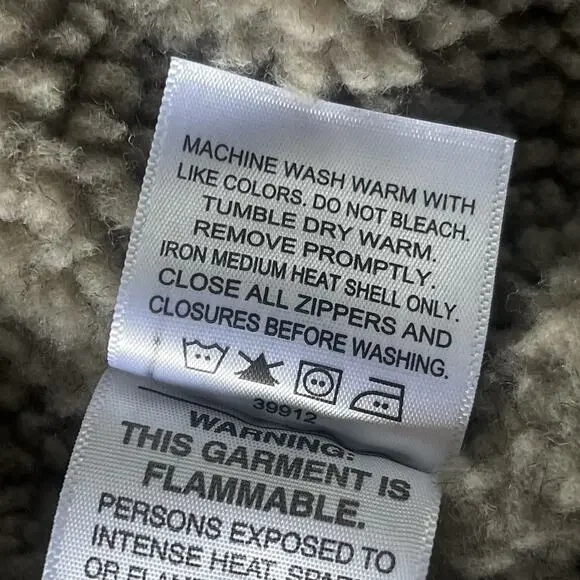 MACHINE WASH WARM WITH
LIKE COLORS. DO NOT BLEACH.
TUMBLE DRY WARM.
REMOVE PROMPTLY.
IRON MEDIUM HEAT SHELL ONLY.
CLOSE ALL ZIPPERS AND
CLOSURES BEFORE WASHING.
39912
WARNING:
THIS GARMENT IS
FLAMMABLE.
PERSONS EXPOSED TO
INTENSE HEAT,
OR